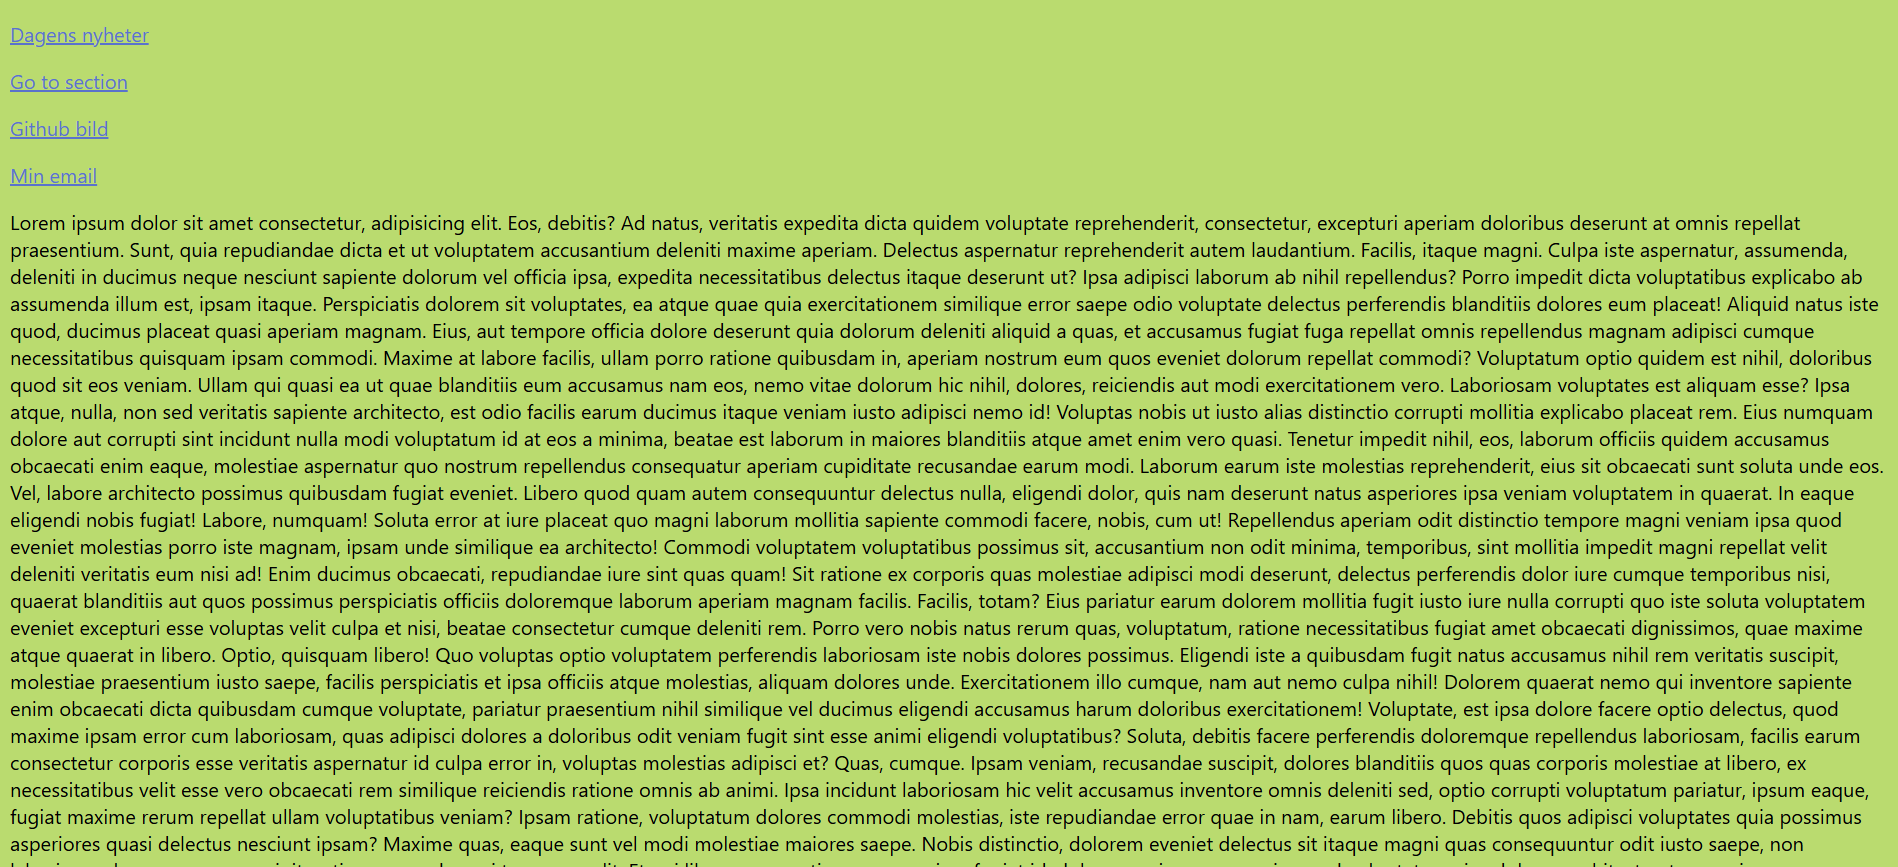 Dagens nyheter
Go to section
Github bild
Min email
Lorem ipsum dolor sit amet consectetur, adipisicing elit. Eos, debitis? Ad natus, veritatis expedita dicta quidem voluptate reprehenderit, consectetur, excepturi aperiam doloribus deserunt at omnis repellat
praesentium. Sunt, quia repudiandae dicta et ut voluptatem accusantium deleniti maxime aperiam. Delectus aspernatur reprehenderit autem laudantium. Facilis, itaque magni. Culpa iste aspernatur, assumenda,
deleniti in ducimus neque nesciunt sapiente dolorum vel officia ipsa, expedita necessitatibus delectus itaque deserunt ut? Ipsa adipisci laborum ab nihil repellendus? Porro impedit dicta voluptatibus explicabo ab
assumenda illum est, ipsam itaque. Perspiciatis dolorem sit voluptates, ea atque quae quia exercitationem similique error saepe odio voluptate delectus perferendis blanditiis dolores eum placeat! Aliquid natus iste
quod, ducimus placeat quasi aperiam magnam. Eius, aut tempore officia dolore deserunt quia dolorum deleniti aliquid a quas, et accusamus fugiat fuga repellat omnis repellendus magnam adipisci cumque
necessitatibus quisquam ipsam commodi. Maxime at labore facilis, ullam porro ratione quibusdam in, aperiam nostrum eum quos eveniet dolorum repellat commodi? Voluptatum optio quidem est nihil, doloribus
quod sit eos veniam. Ullam qui quasi ea ut quae blanditiis eum accusamus nam eos, nemo vitae dolorum hic nihil, dolores, reiciendis aut modi exercitationem vero. Laboriosam voluptates est aliquam esse? Ipsa
atque, nulla, non sed veritatis sapiente architecto, est odio facilis earum ducimus itaque veniam iusto adipisci nemo id! Voluptas nobis ut iusto alias distinctio corrupti mollitia explicabo placeat rem. Eius numquam
dolore aut corrupti sint incidunt nulla modi voluptatum id at eos a minima, beatae est laborum in maiores blanditiis atque amet enim vero quasi. Tenetur impedit nihil, eos, laborum officiis quidem accusamus
obcaecati enim eaque, molestiae aspernatur quo nostrum repellendus consequatur aperiam cupiditate recusandae earum modi. Laborum earum iste molestias reprehenderit, eius sit obcaecati sunt soluta unde eos.
Vel, labore architecto possimus quibusdam fugiat eveniet. Libero quod quam autem consequuntur delectus nulla, eligendi dolor, quis nam deserunt natus asperiores ipsa veniam voluptatem in quaerat. In eaque
eligendi nobis fugiat! Labore, numquam! Soluta error at iure placeat quo magni laborum mollitia sapiente commodi facere, nobis, cum ut! Repellendus aperiam odit distinctio tempore magni veniam ipsa quod
eveniet molestias porro iste magnam, ipsam unde similique ea architecto! Commodi voluptatem voluptatibus possimus sit, accusantium non odit minima, temporibus, sint mollitia impedit magni repellat velit
deleniti veritatis eum nisi ad! Enim ducimus obcaecati, repudiandae iure sint quas quam! Sit ratione ex corporis quas molestiae adipisci modi deserunt, delectus perferendis dolor iure cumque temporibus nisi,
quaerat blanditiis aut quos possimus perspiciatis officiis doloremque laborum aperiam magnam facilis. Facilis, totam? Eius pariatur earum dolorem mollitia fugit iusto iure nulla corrupti quo iste soluta voluptatem
eveniet excepturi esse voluptas velit culpa et nisi, beatae consectetur cumque deleniti rem. Porro vero nobis natus rerum quas, voluptatum, ratione necessitatibus fugiat amet obcaecati dignissimos, quae maxime
atque quaerat in libero. Optio, quisquam libero! Quo voluptas optio voluptatem perferendis laboriosam iste nobis dolores possimus. Eligendi iste a quibusdam fugit natus accusamus nihil rem veritatis suscipit,
molestiae praesentium iusto saepe, facilis perspiciatis et ipsa officiis atque molestias, aliquam dolores unde. Exercitationem illo cumque, nam aut nemo culpa nihil! Dolorem quaerat nemo qui inventore sapiente
enim obcaecati dicta quibusdam cumque voluptate, pariatur praesentium nihil similique vel ducimus eligendi accusamus harum doloribus exercitationem! Voluptate, est ipsa dolore facere optio delectus, quod
maxime ipsam error cum laboriosam, quas adipisci dolores a doloribus odit veniam fugit sint esse animi eligendi voluptatibus? Soluta, debitis facere perferendis doloremque repellendus laboriosam, facilis earum
consectetur corporis esse veritatis aspernatur id culpa error in, voluptas molestias adipisci et? Quas, cumque. Ipsam veniam, recusandae suscipit, dolores blanditiis quos quas corporis molestiae at libero, ex
necessitatibus velit esse vero obcaecati rem similique reiciendis ratione omnis ab animi. Ipsa incidunt laboriosam hic velit accusamus inventore omnis deleniti sed, optio corrupti voluptatum pariatur, ipsum eaque,
fugiat maxime rerum repellat ullam voluptatibus veniam? Ipsam ratione, voluptatum dolores commodi molestias, iste repudiandae error quae in nam, earum libero. Debitis quos adipisci voluptates quia possimus
asperiores quasi delectus nesciunt ipsam? Maxime quas, eaque sunt vel modi molestiae maiores saepe. Nobis distinctio, dolorem eveniet delectus sit itaque magni quas consequuntur odit iusto saepe, non